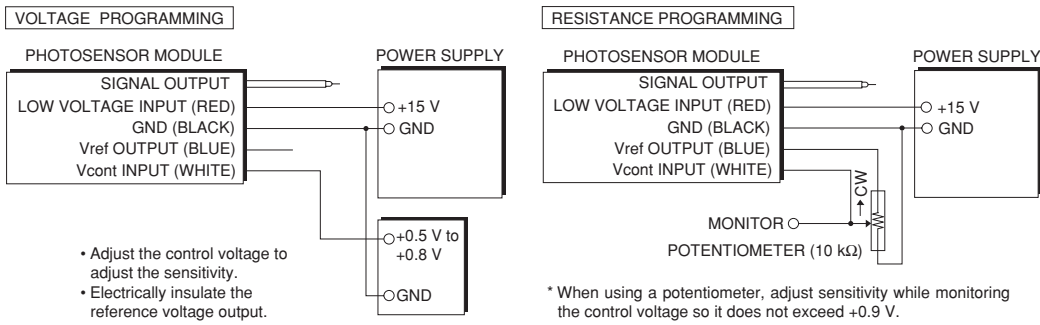 VOLTAGE PROGRAMMING
PHOTOSENSOR MODULE
POWER SUPPLY
SIGNAL OUTPUT
LOW VOLTAGE INPUT (RED)
GND (BLACK)
Vref OUTPUT (BLUE)
Vcont INPUT (WHITE)
+15 V
GND
+0.5 V to
+0.8 V
GND
• Adjust the control voltage to
adjust the sensitivity.
• Electrically insulate the
reference voltage output.
RESISTANCE PROGRAMMING
PHOTOSENSOR MODULE
POWER SUPPLY
SIGNAL OUTPUT
LOW VOLTAGE INPUT (RED)
GND (BLACK)
Vref OUTPUT (BLUE)
Vcont INPUT (WHITE)
+15 V
GND
CW
MONITOR
POTENTIOMETER (10 kΩ)
* When using a potentiometer, adjust sensitivity while monitoring
the control voltage so it does not exceed +0.9 V.